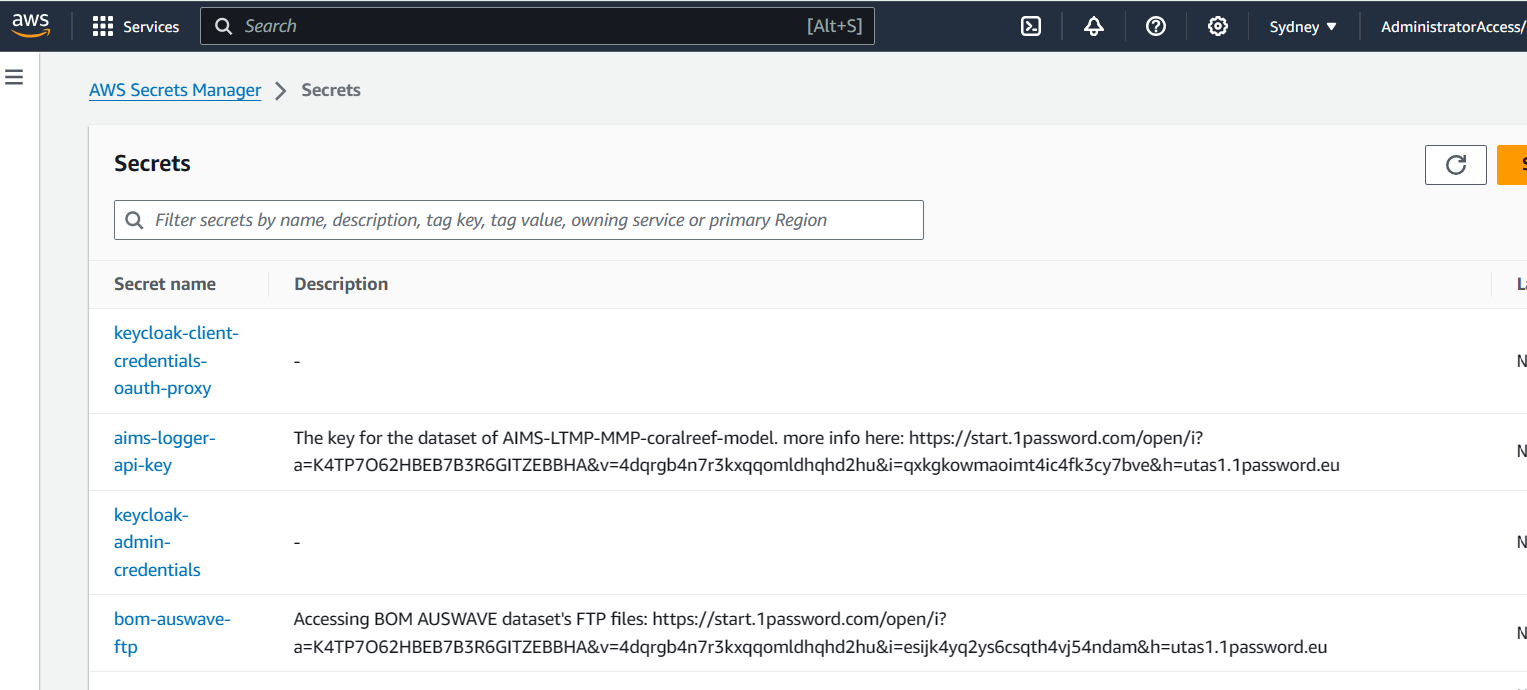 aws
Services
Search
[Alt+S]
Sydney
AdministratorAccess/
AWS Secrets Manager
Secrets
Secrets
Filter secrets by name, description, tag key, tag value, owning service or primary Region
Secret name
Description
keycloak-client-
credentials-
oauth-proxy
-
aims-logger-
api-key
The key for the dataset of AIMS-LTMP-MMP-coralreef-model. more info here: https://start.1password.com/open/i?
a=K4TP7O62HBEB7B3R6GITZEBBHA&v=4dqrgb4n7r3kxqqomldhqhd2hu&i=qxkgkowmaoimt4ic4fk3cy7bve&h=utas1.1password.eu
keycloak-
admin-
credentials
-
bom-auswave-
ftp
Accessing BOM AUSWAVE dataset's FTP files: https://start.1password.com/open/i?
a=K4TP7O62HBEB7B3R6GITZEBBHA&v=4dqrgb4n7r3kxqqomldhqhd2hu&i=esijk4yq2ys6csqth4vj54ndam&h=utas1.1password.eu